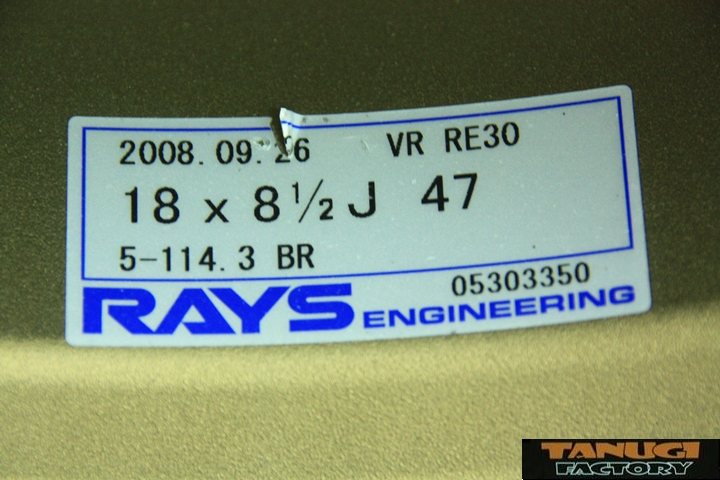 2008.09.26 VR RE30
18 x 8½J 47
5-114.3 BR
05303350
RAYS ENGINEERING
TANUGI
FACTORY